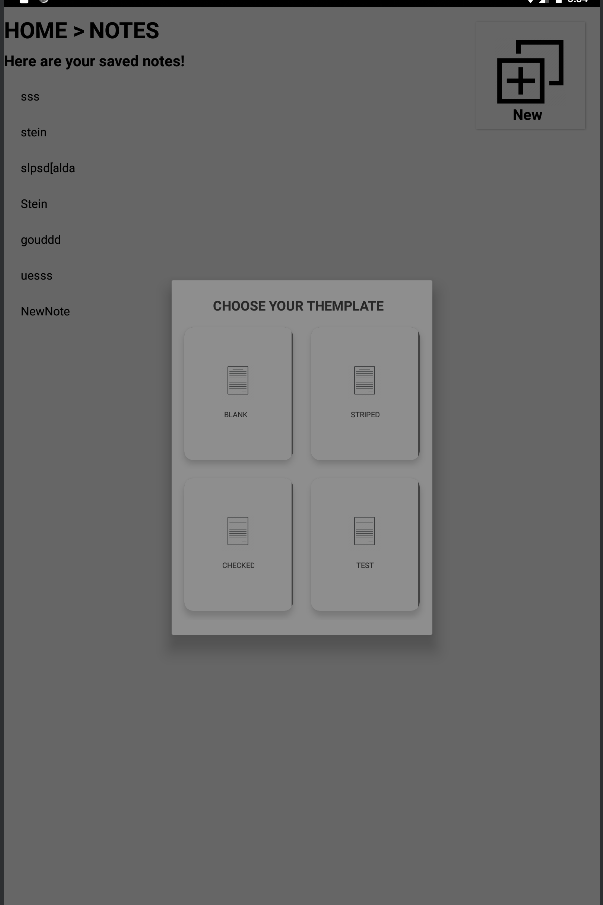 HOME > NOTES
Here are your saved notes!
New
sss
stein
slpsd[alda
Stein
gouddd
uesss
NewNote
CHOOSE YOUR THEMPLATE
BLANK
STRIPED
CHECKED
TEST